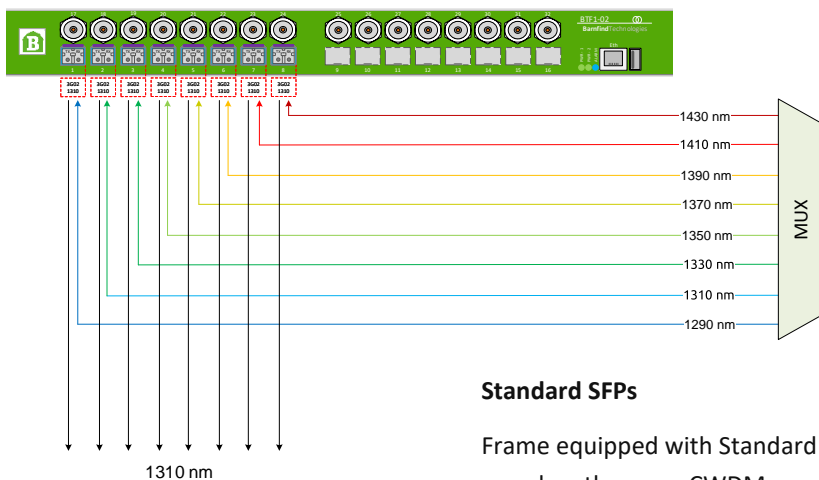 17 18 19 20 21 22 23 24 25 26 27 28 29 30 31 32
BTF1-02
Barnfind Technologies
B
Eth
1 2 3 4 5 6 7 8 9 10 11 12 13 14 15 16
3G02 3G02 3G02 3G02 3G02 3G02 3G02 3G02
1310 1310 1310 1310 1310 1310 1310 1310
1430 nm
1410 nm
1390 nm
1370 nm
1350 nm
1330 nm
1310 nm
1290 nm
MUX
1310 nm
Standard SFPs
Frame equipped with Standard